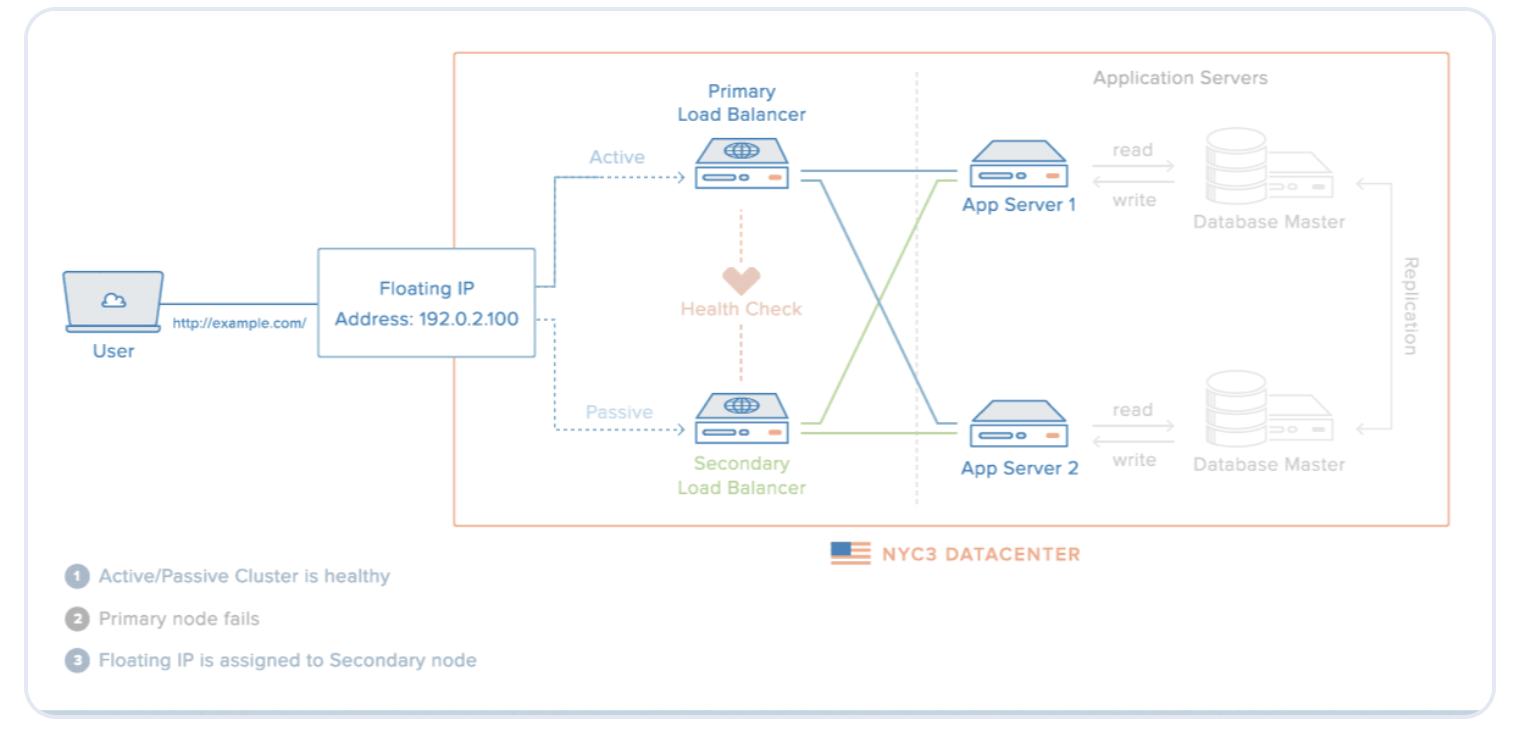 Application Servers
Primary
Load Balancer
Active
App Server 1
read
write
Database Master
Floating IP
Address: 192.0.2.100
http://example.com/
User
Health Check
Replication
Passive
Secondary
Load Balancer
App Server 2
read
write
Database Master
NYC3 DATACENTER
1 Active/Passive Cluster is healthy
2 Primary node fails
3 Floating IP is assigned to Secondary node